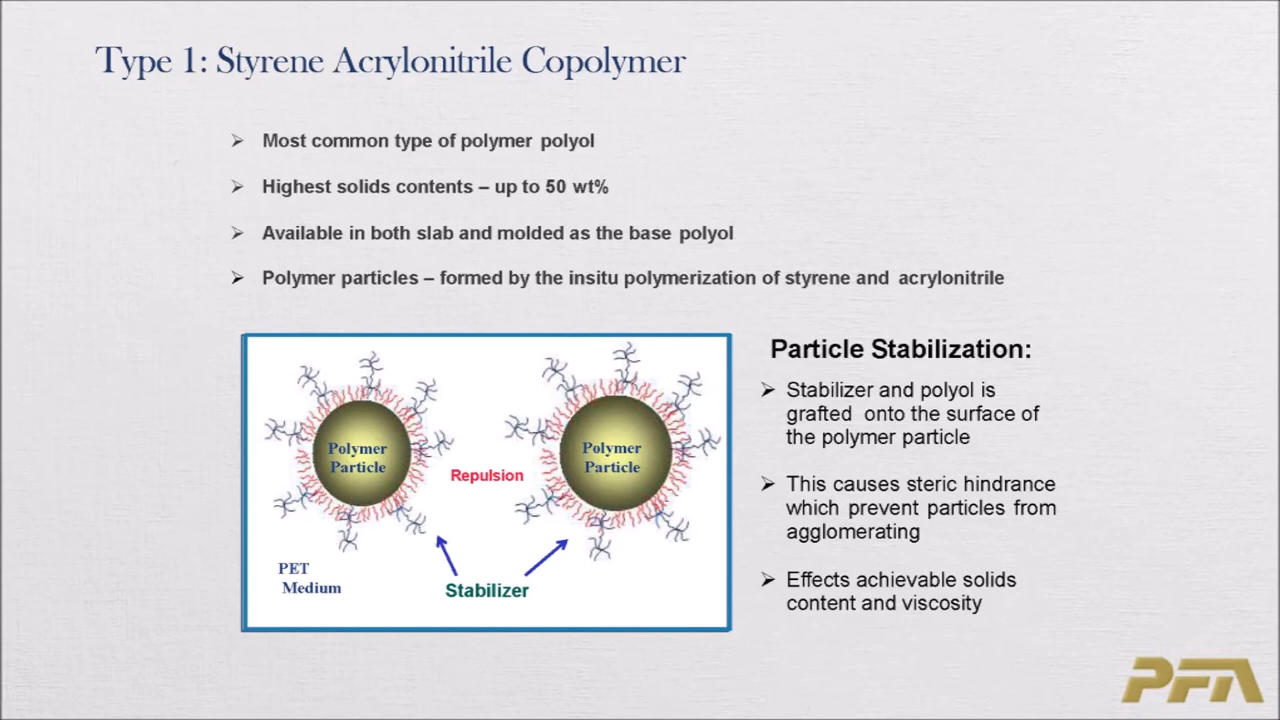 Type 1: Styrene Acrylonitrile Copolymer
➢ Most common type of polymer polyol
➢ Highest solids contents – up to 50 wt%
➢ Available in both slab and molded as the base polyol
➢ Polymer particles – formed by the insitu polymerization of styrene and acrylonitrile
Polymer
Particle
Repulsion
Polymer
Particle
PET
Medium
Stabilizer
Particle Stabilization:
➢ Stabilizer and polyol is
grafted onto the surface of
the polymer particle
➢ This causes steric hindrance
which prevent particles from
agglomerating
➢ Effects achievable solids
content and viscosity
PFA